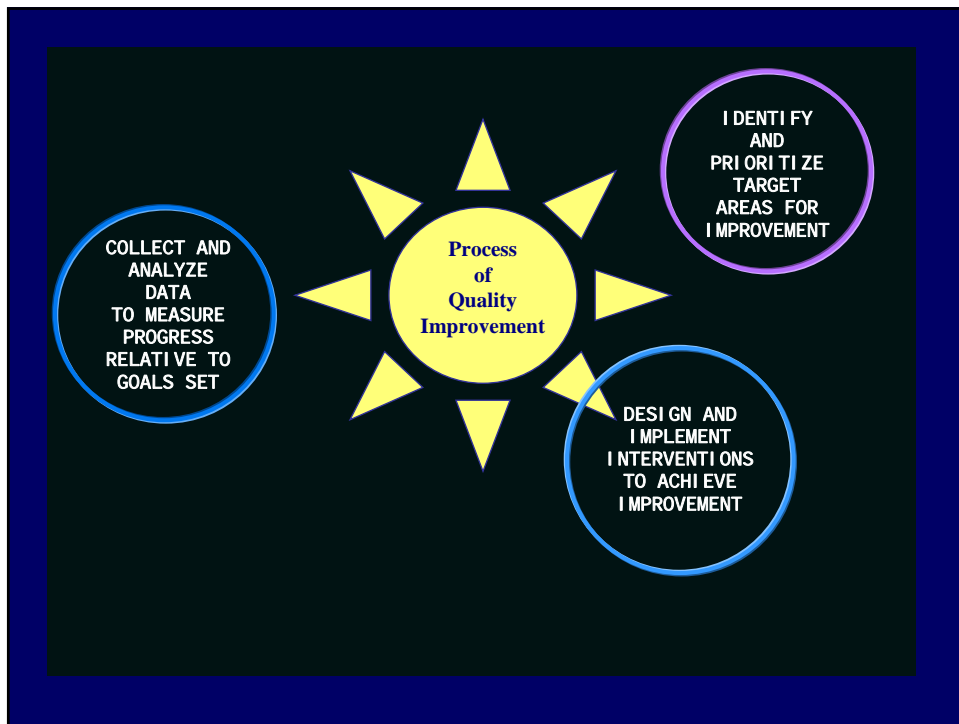 IDENTIFY
AND
PRIORITIZE
TARGET
AREAS FOR
IMPROVEMENT
Process
of
Quality
Improvement
COLLECT AND
ANALYZE
DATA
TO MEASURE
PROGRESS
RELATIVE TO
GOALS SET
DESIGN AND
IMPLEMENT
INTERVENTIONS
TO ACHIEVE
IMPROVEMENT